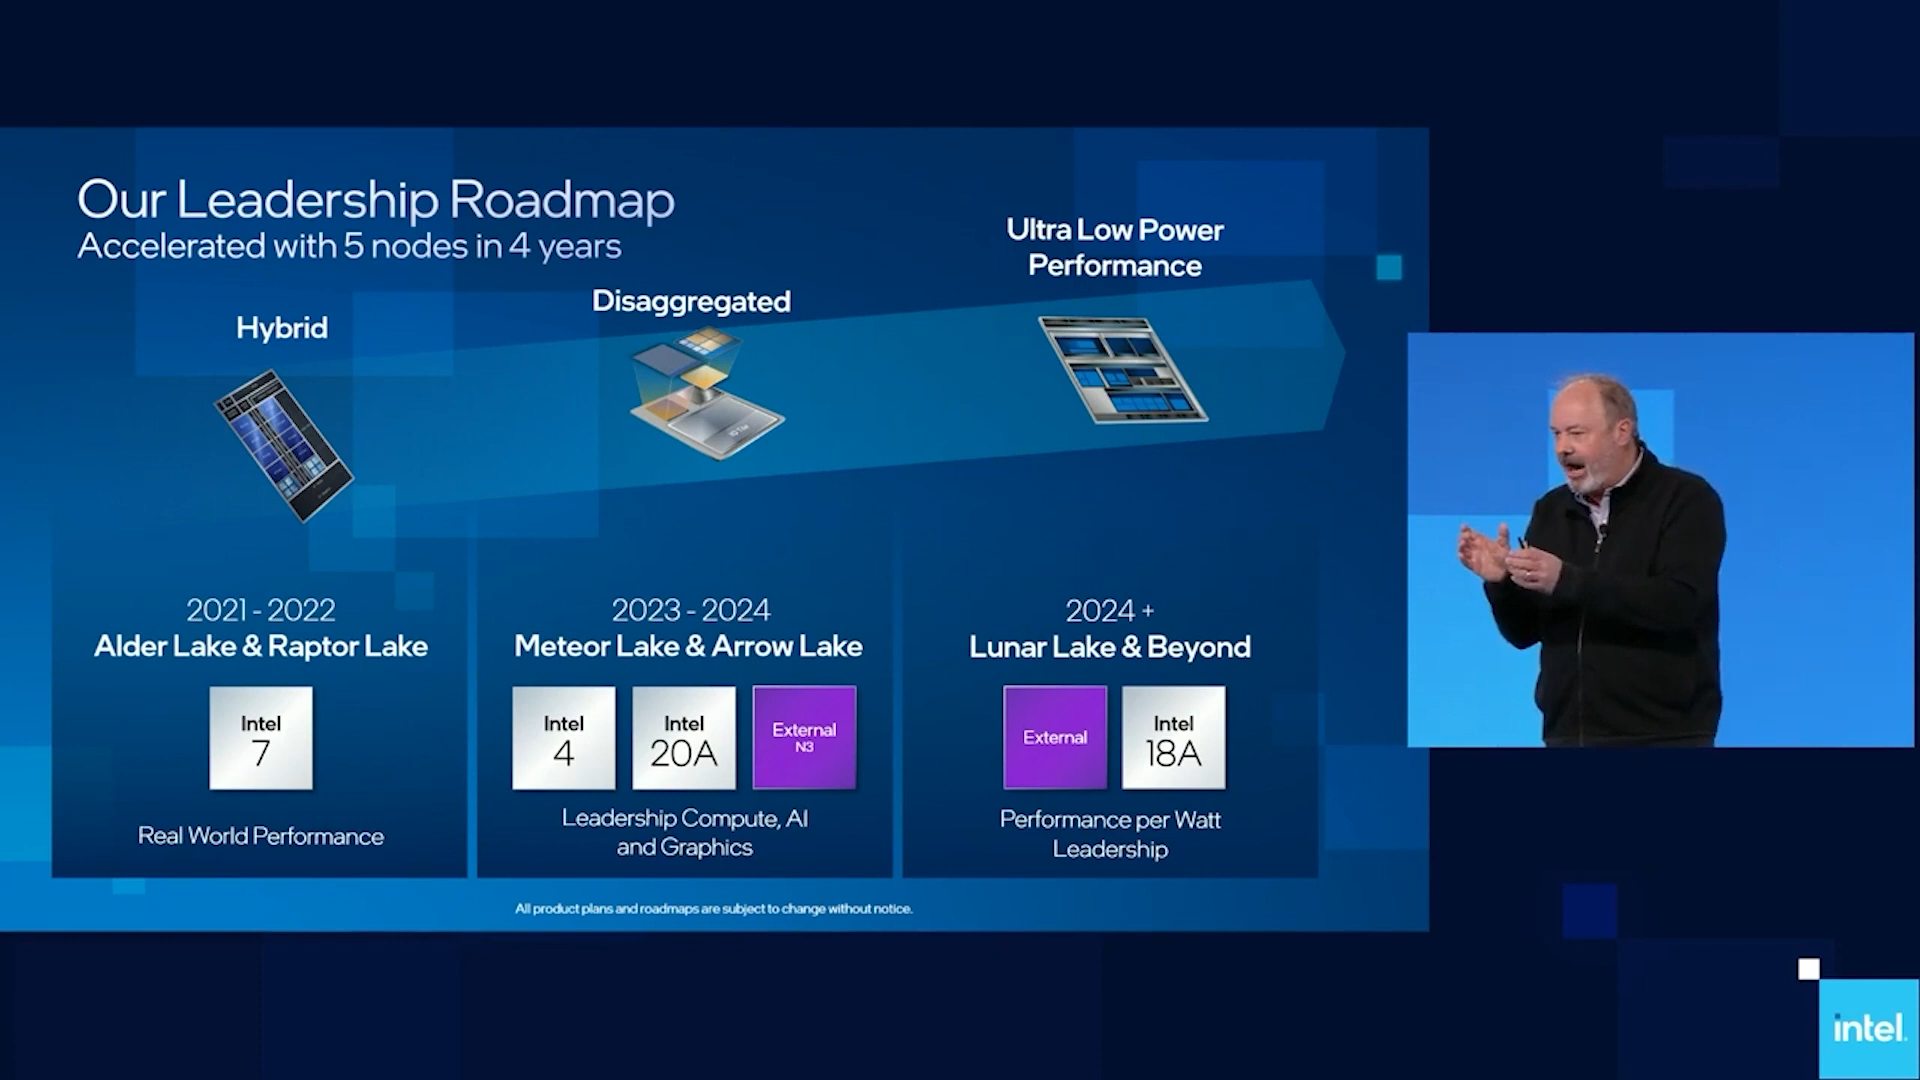 Our Leadership Roadmap
Accelerated with 5 nodes in 4 years
Hybrid
Disaggregated
Ultra Low Power
Performance
IO Tile
2021 - 2022
Alder Lake & Raptor Lake
Intel
7
Real World Performance
2023 - 2024
Meteor Lake & Arrow Lake
Intel
4
Intel
20A
External
N3
Leadership Compute, AI
and Graphics
2024 +
Lunar Lake & Beyond
External
Intel
18A
Performance per Watt
Leadership
All product plans and roadmaps are subject to change without notice.
intel.